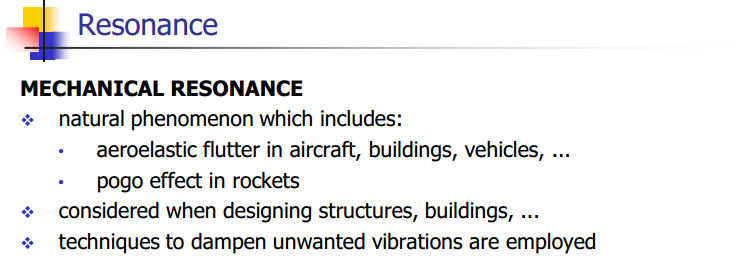 Resonance
MECHANICAL RESONANCE
❖ natural phenomenon which includes:
• aeroelastic flutter in aircraft, buildings, vehicles, ...
• pogo effect in rockets
❖ considered when designing structures, buildings, ...
❖ techniques to dampen unwanted vibrations are employed